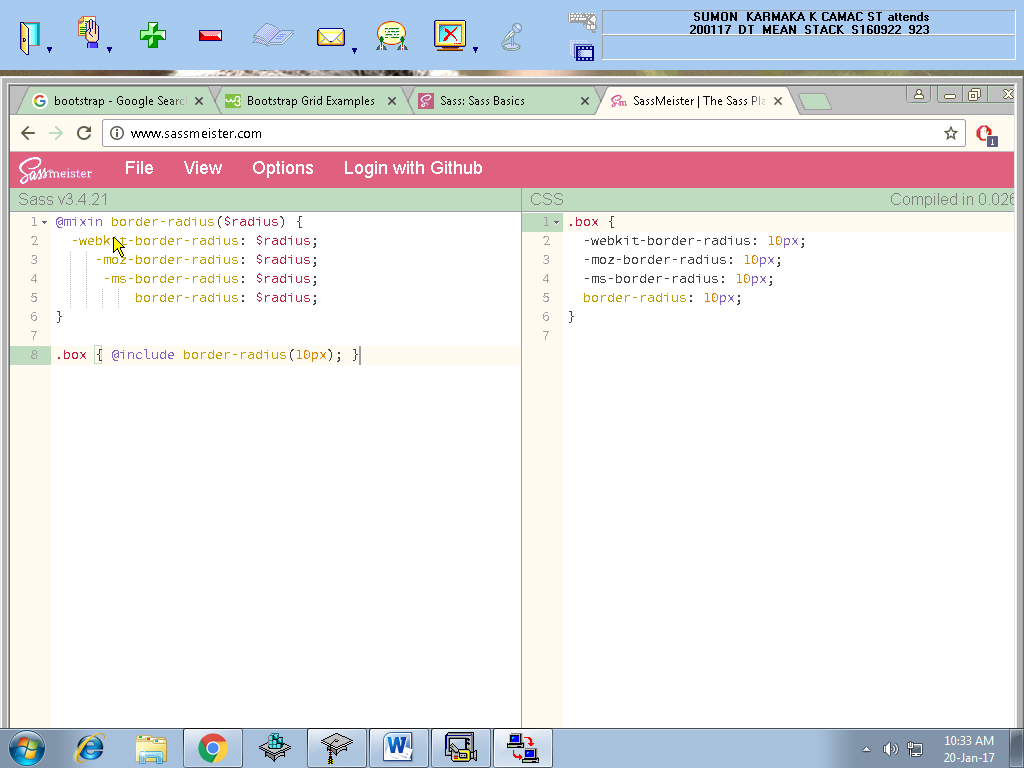 SUMON KARMAKA K CAMAC ST attends
200117 DT MEAN STACK S160922 923
bootstrap - Google Searc
Bootstrap Grid Examples
Sass: Sass Basics
SassMeister | The Sass Pla
www.sassmeister.com
1
Sassmeister File View Options Login with Github
Sass v3.4.21
1 @mixin border-radius($radius) {
2 -webkit-border-radius: $radius;
3 -moz-border-radius: $radius;
4 -ms-border-radius: $radius;
5 border-radius: $radius;
6 }
7
8 .box { @include border-radius(10px); }
CSS Compiled in 0.026
1 .box {
2 -webkit-border-radius: 10px;
3 -moz-border-radius: 10px;
4 -ms-border-radius: 10px;
5 border-radius: 10px;
6 }
7
10:33 AM
20-Jan-17